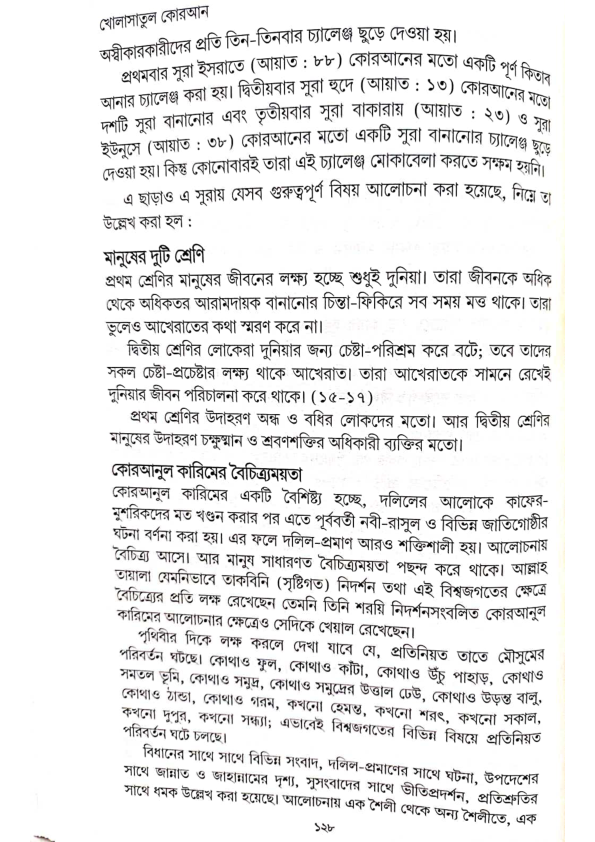 খোলাসাতুল কোরআন
অস্বীকারকারীদের প্রতি তিন-তিনবার চ্যালেঞ্জ ছুড়ে দেওয়া হয়।
প্রথমবার সুরা ইসরাতে (আয়াত : ৮৮) কোরআনের মতো একটি পূর্ণ কিতাব
আনার চ্যালেঞ্জ করা হয়। দ্বিতীয়বার সুরা হুদে (আয়াত : ১৩) কোরআনের মতো
দশটি সুরা বানানোর এবং তৃতীয়বার সুরা বাকারায় (আয়াত : ২৩) ও সুরা
ইউনুসে (আয়াত : ৩৮) কোরআনের মতো একটি সুরা বানানোর চ্যালেঞ্জ ছুড়ে
দেওয়া হয়। কিন্তু কোনোবারই তারা এই চ্যালেঞ্জ মোকাবেলা করতে সক্ষম হয়নি।
এ ছাড়াও এ সুরায় যেসব গুরুত্বপূর্ণ বিষয় আলোচনা করা হয়েছে, নিম্নে তা
উল্লেখ করা হল :
মানুষের দুটি শ্রেণি
প্রথম শ্রেণির মানুষের জীবনের লক্ষ্য হচ্ছে শুধুই দুনিয়া। তারা জীবনকে অধিক
থেকে অধিকতর আরামদায়ক বানানোর চিন্তা-ফিকিরে সব সময় মত্ত থাকে। তারা
ভুলেও আখেরাতের কথা স্মরণ করে না।
দ্বিতীয় শ্রেণির লোকেরা দুনিয়ার জন্য চেষ্টা-পরিশ্রম করে বটে; তবে তাদের
সকল চেষ্টা-প্রচেষ্টার লক্ষ্য থাকে আখেরাত। তারা আখেরাতকে সামনে রেখেই
দুনিয়ার জীবন পরিচালনা করে থাকে। (১৫-১৭)
প্রথম শ্রেণির উদাহরণ অন্ধ ও বধির লোকদের মতো। আর দ্বিতীয় শ্রেণির
মানুষের উদাহরণ চক্ষুষ্মান ও শ্রবণশক্তির অধিকারী ব্যক্তির মতো।
কোরআনুল কারিমের বৈচিত্র্যময়তা
কোরআনুল কারিমের একটি বৈশিষ্ট্য হচ্ছে, দলিলের আলোকে কাফের-
মুশরিকদের মত খণ্ডন করার পর এতে পূর্ববর্তী নবী-রাসুল ও বিভিন্ন জাতিগোষ্ঠীর
ঘটনা বর্ণনা করা হয়। এর ফলে দলিল-প্রমাণ আরও শক্তিশালী হয়। আলোচনায়
বৈচিত্র্য আসে। আর মানুষ সাধারণত বৈচিত্র্যময়তা পছন্দ করে থাকে। আল্লাহ
তায়ালা যেমনিভাবে তাকবিনি (সৃষ্টিগত) নিদর্শন তথা এই বিশ্বজগতের ক্ষেত্রে
বৈচিত্র্যের প্রতি লক্ষ রেখেছেন তেমনি তিনি শরয়ি নিদর্শনসংবলিত কোরআনুল
কারিমের আলোচনার ক্ষেত্রেও সেদিকে খেয়াল রেখেছেন।
পৃথিবীর দিকে লক্ষ করলে দেখা যাবে যে, প্রতিনিয়ত তাতে মৌসুমের
পরিবর্তন ঘটছে। কোথাও ফুল, কোথাও কাঁটা, কোথাও উঁচু পাহাড়, কোথাও
সমতল ভূমি, কোথাও সমুদ্র, কোথাও সমুদ্রের উত্তাল ঢেউ, কোথাও উড়ন্ত বালু,
কোথাও ঠান্ডা, কোথাও গরম, কখনো হেমন্ত, কখনো শরৎ, কখনো সকাল,
কখনো দুপুর, কখনো সন্ধ্যা; এভাবেই বিশ্বজগতের বিভিন্ন বিষয়ে প্রতিনিয়ত
পরিবর্তন ঘটে চলছে।
বিধানের সাথে সাথে বিভিন্ন সংবাদ, দলিল-প্রমাণের সাথে ঘটনা, উপদেশের
সাথে জান্নাত ও জাহান্নামের দৃশ্য, সুসংবাদের সাথে ভীতিপ্রদর্শন, প্রতিশ্রুতির
সাথে ধমক উল্লেখ করা হয়েছে। আলোচনায় এক শৈলী থেকে অন্য শৈলীতে, এক
১২৮